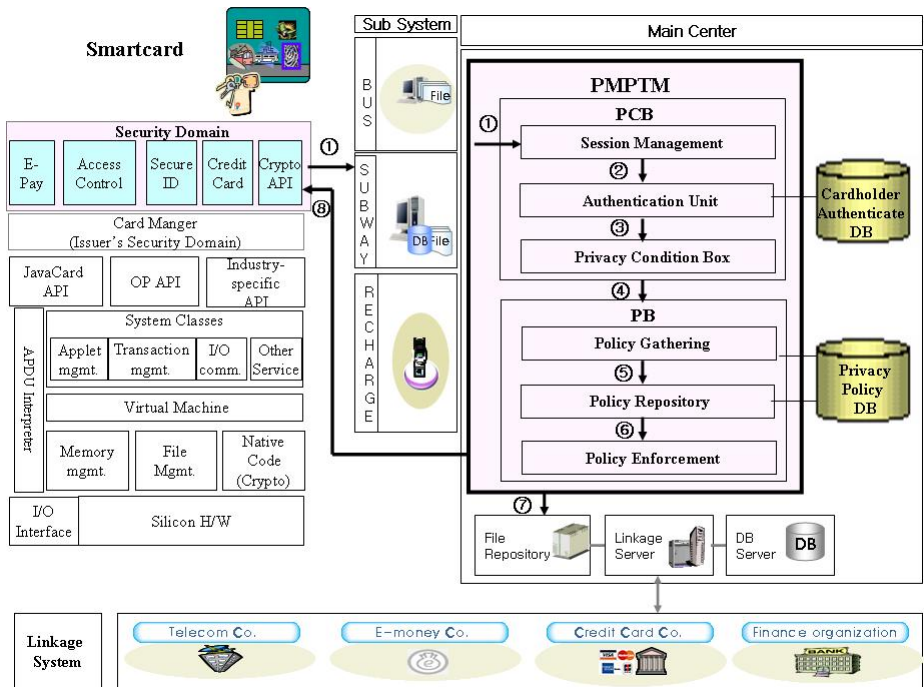 Smartcard
Security Domain
E-
Pay
Access
Control
Secure
ID
Credit
Card
Crypto
API
Card Manger
(Issuer's Security Domain)
JavaCard
API
OP API
Industry-
specific
API
APDU Interpreter
System Classes
Applet
mgmt.
Transaction
mgmt.
I/O
comm.
Other
Service
Virtual Machine
Memory
mgmt.
File
Mgmt.
Native
Code
(Crypto)
I/O
Interface
Silicon H/W
①
⑧
Sub System
BUS
File
SUBWAY
DB
File
RECHARGE
Main Center
PMPTM
①
PCB
Session Management
②
Authentication Unit
③
Privacy Condition Box
④
PB
Policy Gathering
⑤
Policy Repository
⑥
Policy Enforcement
Cardholder
Authenticate
DB
Privacy
Policy
DB
⑦
File
Repository
Linkage
Server
DB
Server
DB
Linkage
System
Telecom Co.
E-money Co.
Credit Card Co.
VISA
Finance organization
BANK